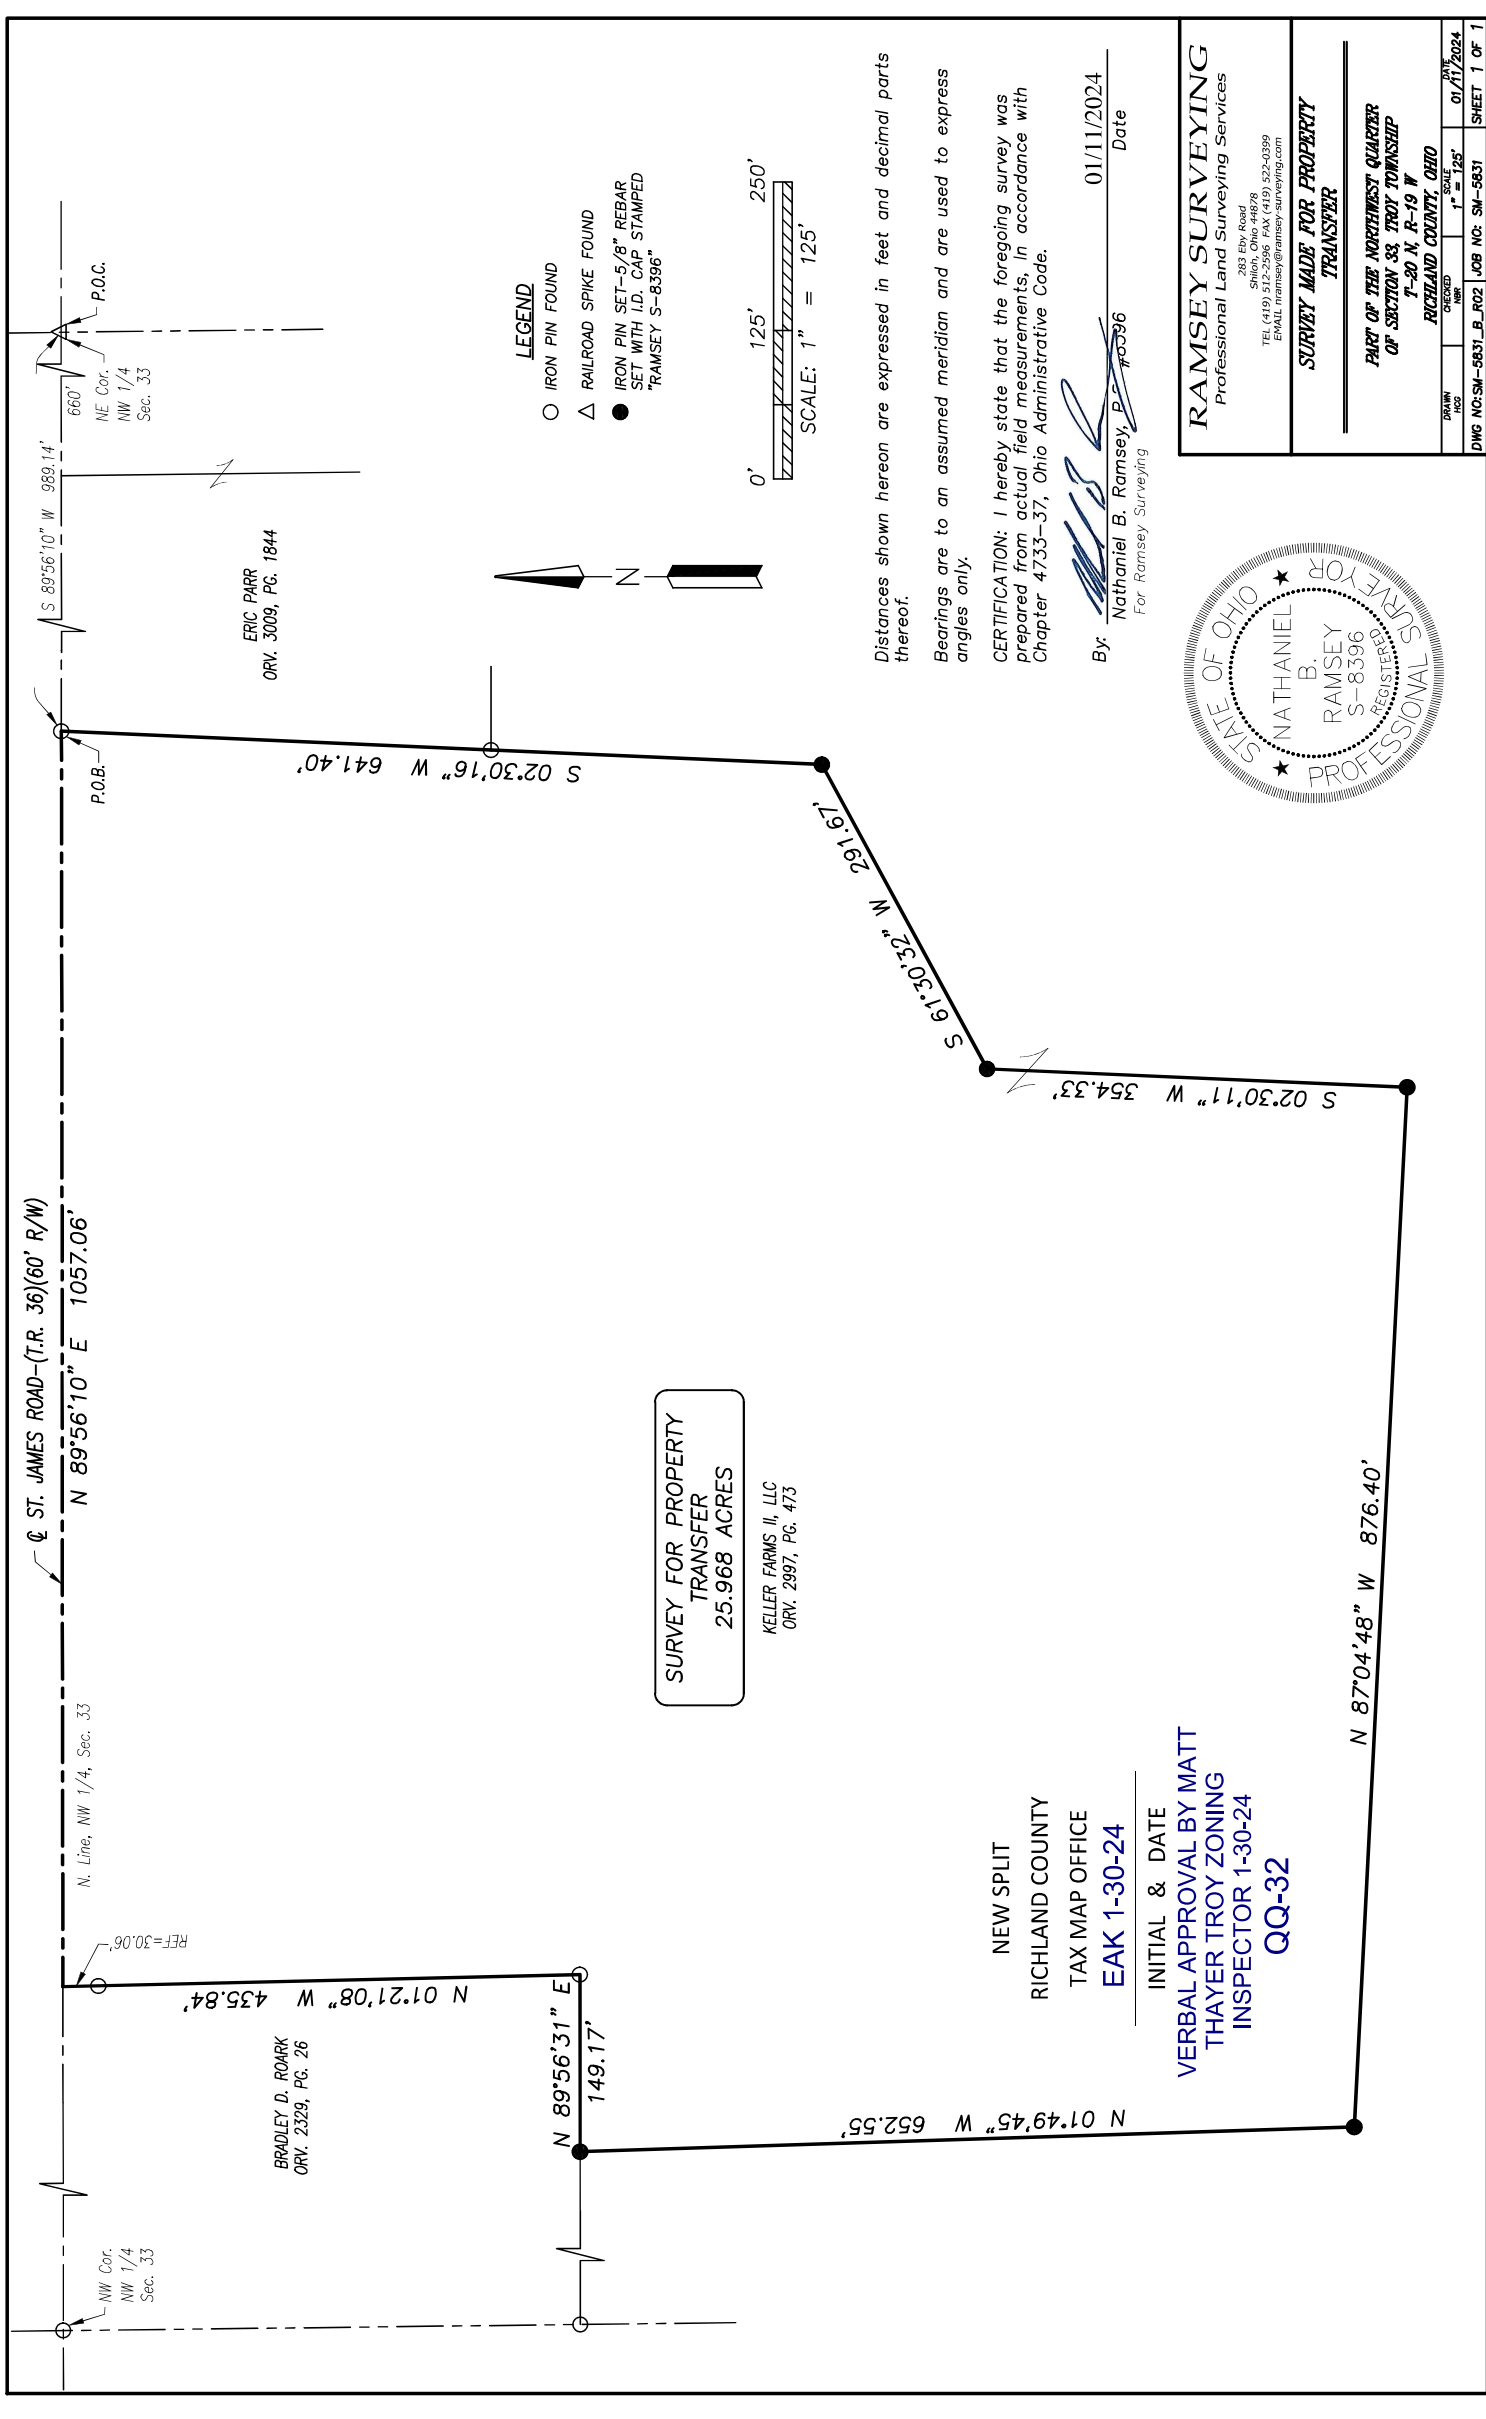 ℄ ST. JAMES ROAD-(T.R. 36)(60' R/W)
N 89°56'10" E 1057.06'
N. Line, NW 1/4, Sec. 33
NW Cor.
NW 1/4
Sec. 33
REF=30.06'
N 01°21'08" W 435.84'
BRADLEY D. ROARK
ORV. 2329, PG. 26
N 89°56'31" E
149.17'
N 01°49'45" W 652.55'
N 87°04'48" W 876.40'
S 02°30'11" W 354.33'
S 61°30'32" W 291.67'
S 02°30'16" W 641.40'
P.O.B.
S 89°56'10" W 989.14'
660'
NE Cor.
NW 1/4
Sec. 33
P.O.C.
ERIC PARR
ORV. 3009, PG. 1844
SURVEY FOR PROPERTY
TRANSFER
25.968 ACRES
KELLER FARMS II, LLC
ORV. 2997, PG. 473
NEW SPLIT
RICHLAND COUNTY
TAX MAP OFFICE
EAK 1-30-24
INITIAL & DATE
VERBAL APPROVAL BY MATT
THAYER TROY ZONING
INSPECTOR 1-30-24
QQ-32
LEGEND
IRON PIN FOUND
RAILROAD SPIKE FOUND
IRON PIN SET-5/8" REBAR
SET WITH I.D. CAP STAMPED
"RAMSEY S-8396"
N
0' 125' 250'
SCALE: 1" = 125'
Distances shown hereon are expressed in feet and decimal parts
thereof.
Bearings are to an assumed meridian and are used to express
angles only.
CERTIFICATION: I hereby state that the foregoing survey was
prepared from actual field measurements, In accordance with
Chapter 4733-37, Ohio Administrative Code.
By: 01/11/2024
Nathaniel B. Ramsey, P.S. #8396 Date
For Ramsey Surveying
STATE OF OHIO
NATHANIEL
B.
RAMSEY
S-8396
REGISTERED
PROFESSIONAL SURVEYOR
RAMSEY SURVEYING
Professional Land Surveying Services
283 Eby Road
Shiloh, Ohio 44878
TEL (419) 512-2596 FAX (419) 522-0399
EMAIL nramsey@ramsey-surveying.com
SURVEY MADE FOR PROPERTY
TRANSFER
PART OF THE NORTHWEST QUARTER
OF SECTION 33, TROY TOWNSHIP
T-20 N, R-19 W
RICHLAND COUNTY, OHIO
DRAWN CHECKED SCALE DATE
HCG NBR 1" = 125' 01/11/2024
DWG NO: SM-5831_B_R02 JOB NO: SM-5831 SHEET 1 OF 1